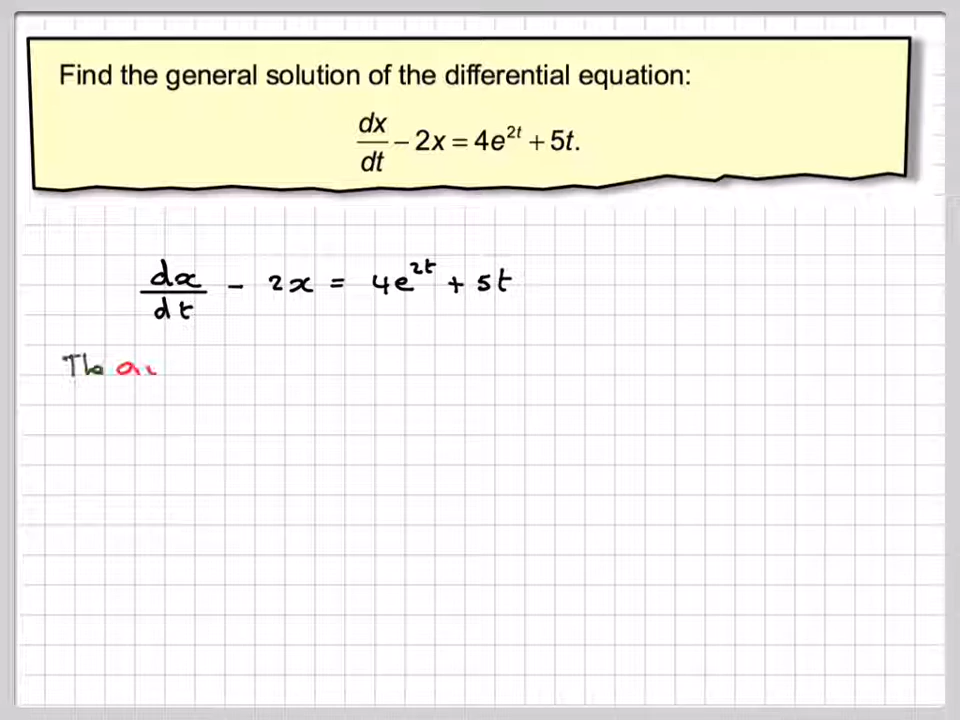 Find the general solution of the differential equation:
dx/dt − 2x = 4e^{2t} + 5t.
dx/dt - 2x = 4e^{2t} + 5t
The